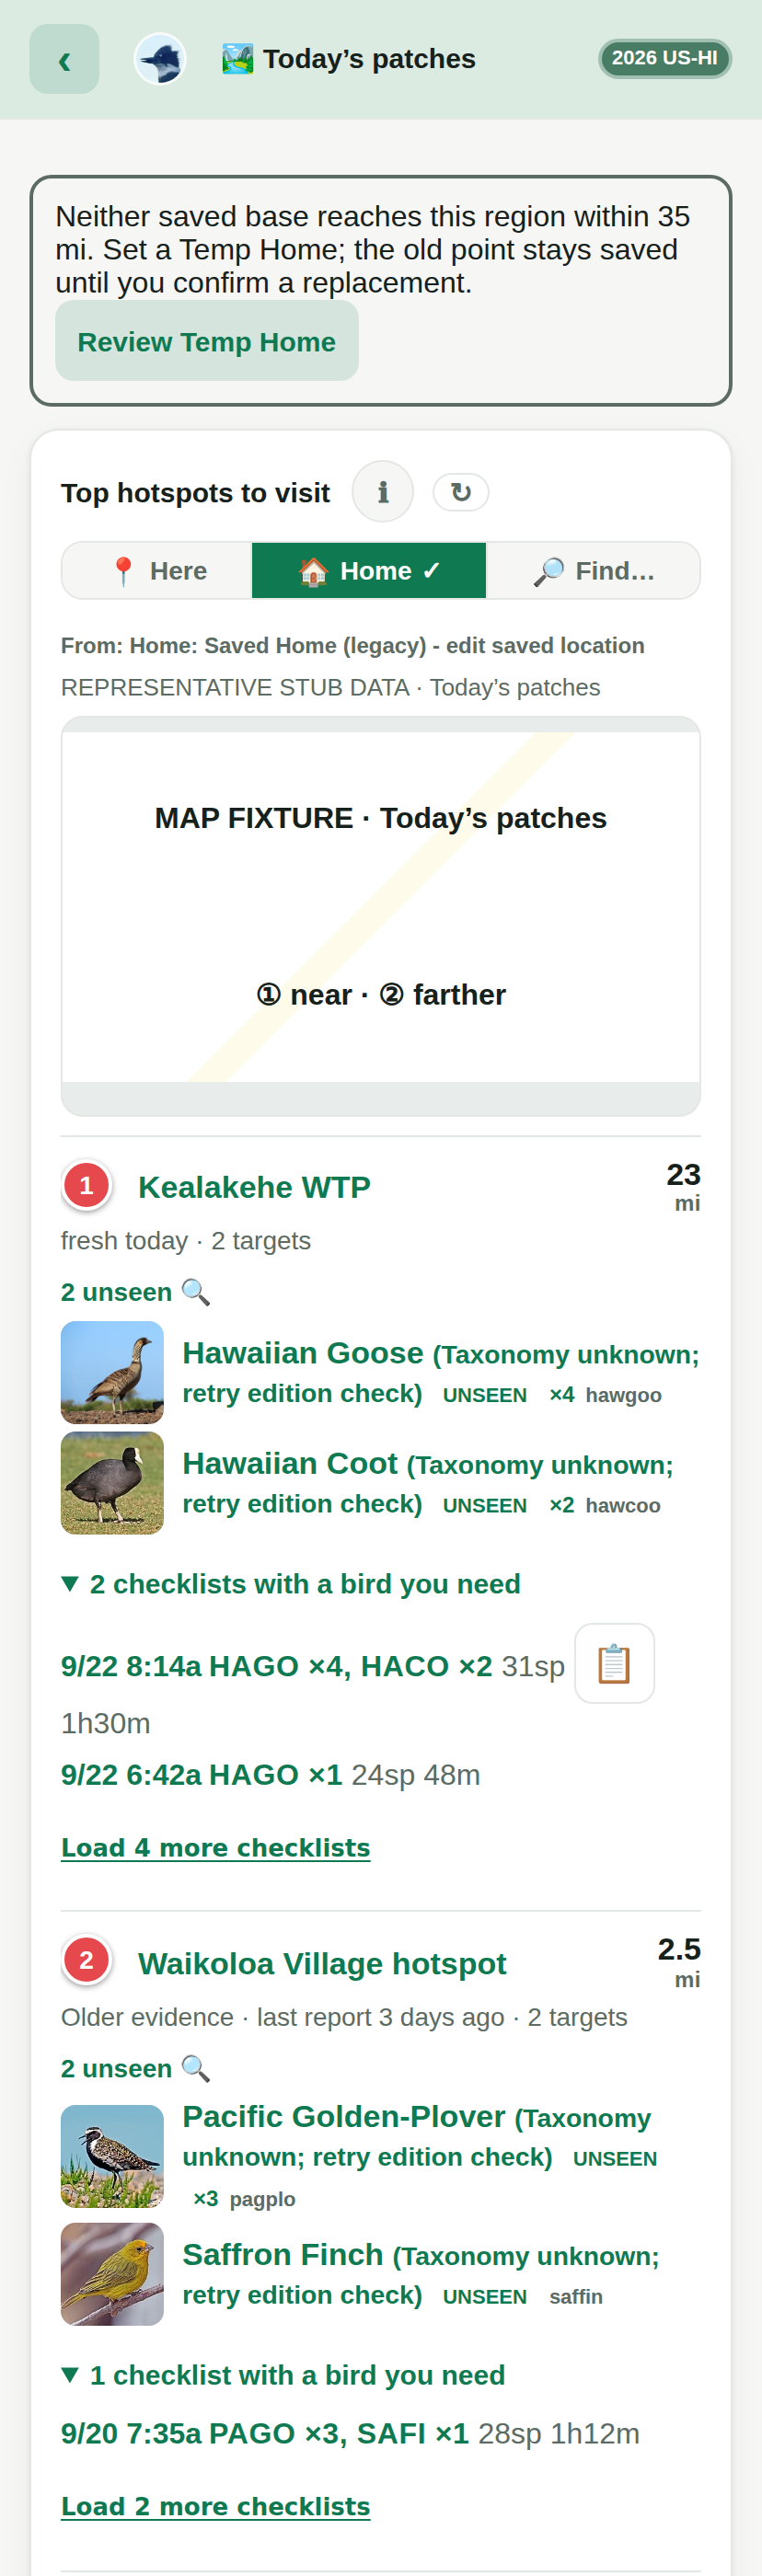 ‹ 🏞️ Today’s patches 2026 US-HI
Neither saved base reaches this region within 35
mi. Set a Temp Home; the old point stays saved
until you confirm a replacement.
Review Temp Home
Top hotspots to visit ℹ ↻
📍 Here 🏠 Home ✓ 🔎 Find…
From: Home: Saved Home (legacy) - edit saved location
REPRESENTATIVE STUB DATA · Today’s patches
MAP FIXTURE · Today’s patches
① near · ② farther
1 Kealakehe WTP 23
mi
fresh today · 2 targets
2 unseen 🔍
Hawaiian Goose (Taxonomy unknown;
retry edition check) UNSEEN ×4 hawgoo
Hawaiian Coot (Taxonomy unknown;
retry edition check) UNSEEN ×2 hawcoo
▼ 2 checklists with a bird you need
9/22 8:14a HAGO ×4, HACO ×2 31sp 📋
1h30m
9/22 6:42a HAGO ×1 24sp 48m
Load 4 more checklists
2 Waikoloa Village hotspot 2.5
mi
Older evidence · last report 3 days ago · 2 targets
2 unseen 🔍
Pacific Golden-Plover (Taxonomy
unknown; retry edition check) UNSEEN
×3 pagplo
Saffron Finch (Taxonomy unknown;
retry edition check) UNSEEN saffin
▼ 1 checklist with a bird you need
9/20 7:35a PAGO ×3, SAFI ×1 28sp 1h12m
Load 2 more checklists